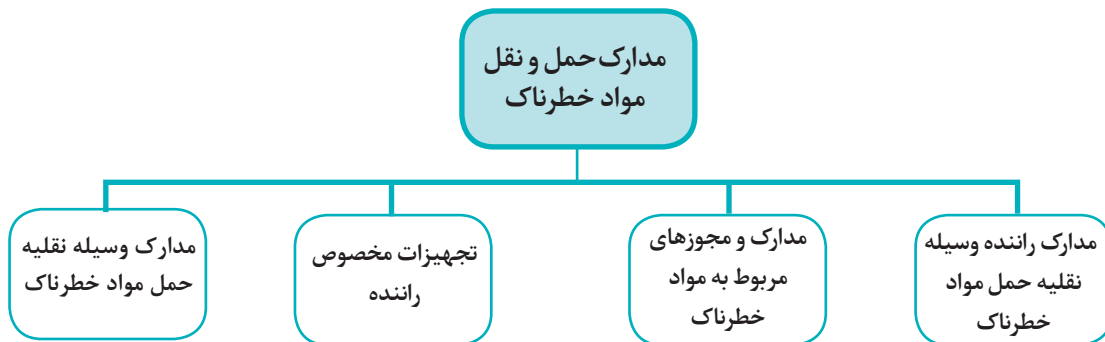 مدارک حمل و نقل
مواد خطرناک
مدارک راننده وسیله
نقلیه حمل مواد
خطرناک
مدارک و مجوزهای
مربوط به مواد
خطرناک
تجهیزات مخصوص
راننده
مدارک وسیله نقلیه
حمل مواد خطرناک